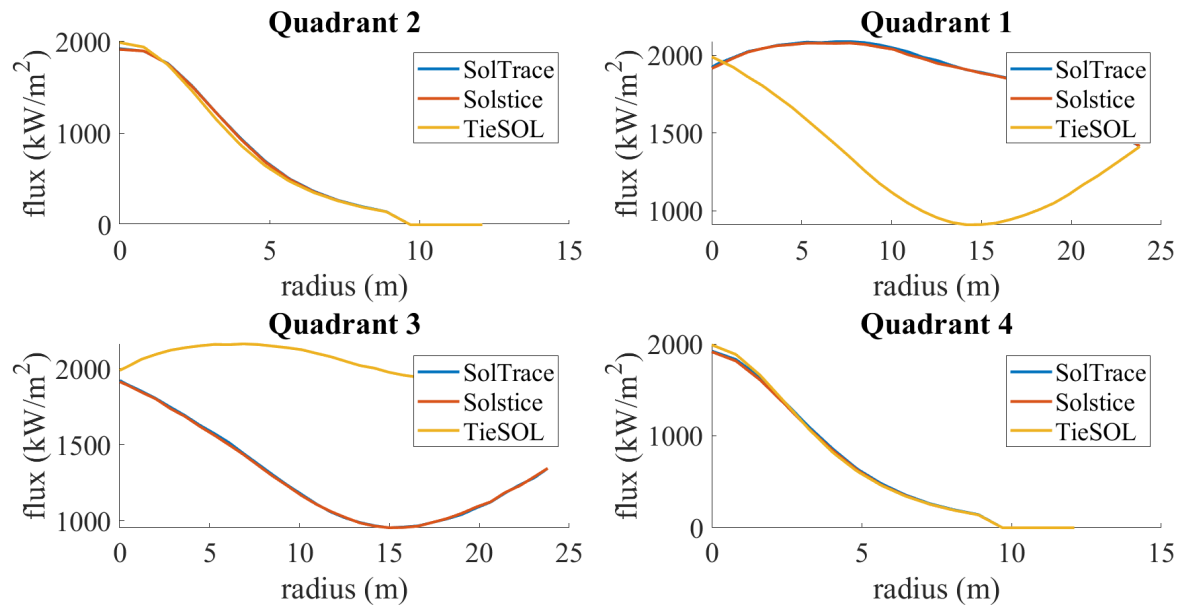 Quadrant 2
flux (kW/m²)
2000
1000
0
0 5 10 15
radius (m)
SolTrace
Solstice
TieSOL
Quadrant 1
flux (kW/m²)
2000
1500
1000
0 5 10 15 20 25
radius (m)
SolTrace
Solstice
TieSOL
Quadrant 3
flux (kW/m²)
2000
1500
1000
0 5 10 15 20 25
radius (m)
SolTrace
Solstice
TieSOL
Quadrant 4
flux (kW/m²)
2000
1000
0
0 5 10 15
radius (m)
SolTrace
Solstice
TieSOL